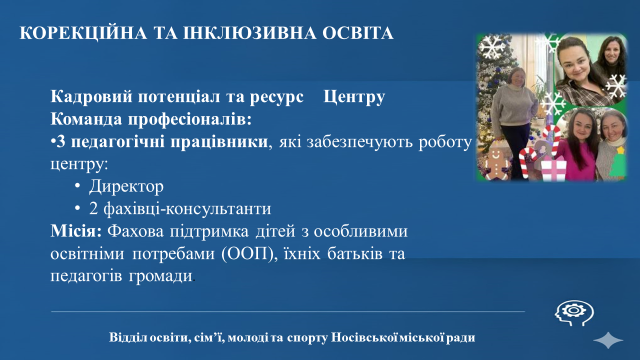 КОРЕКЦІЙНА ТА ІНКЛЮЗИВНА ОСВІТА
Кадровий потенціал та ресурс Центру
Команда професіоналів:
•3 педагогічні працівники, які забезпечують роботу
центру:
• Директор
• 2 фахівці-консультанти
Місія: Фахова підтримка дітей з особливими
освітніми потребами (ООП), їхніх батьків та
педагогів громади
Відділ освіти, сім’ї, молоді та спорту Носівської міської ради